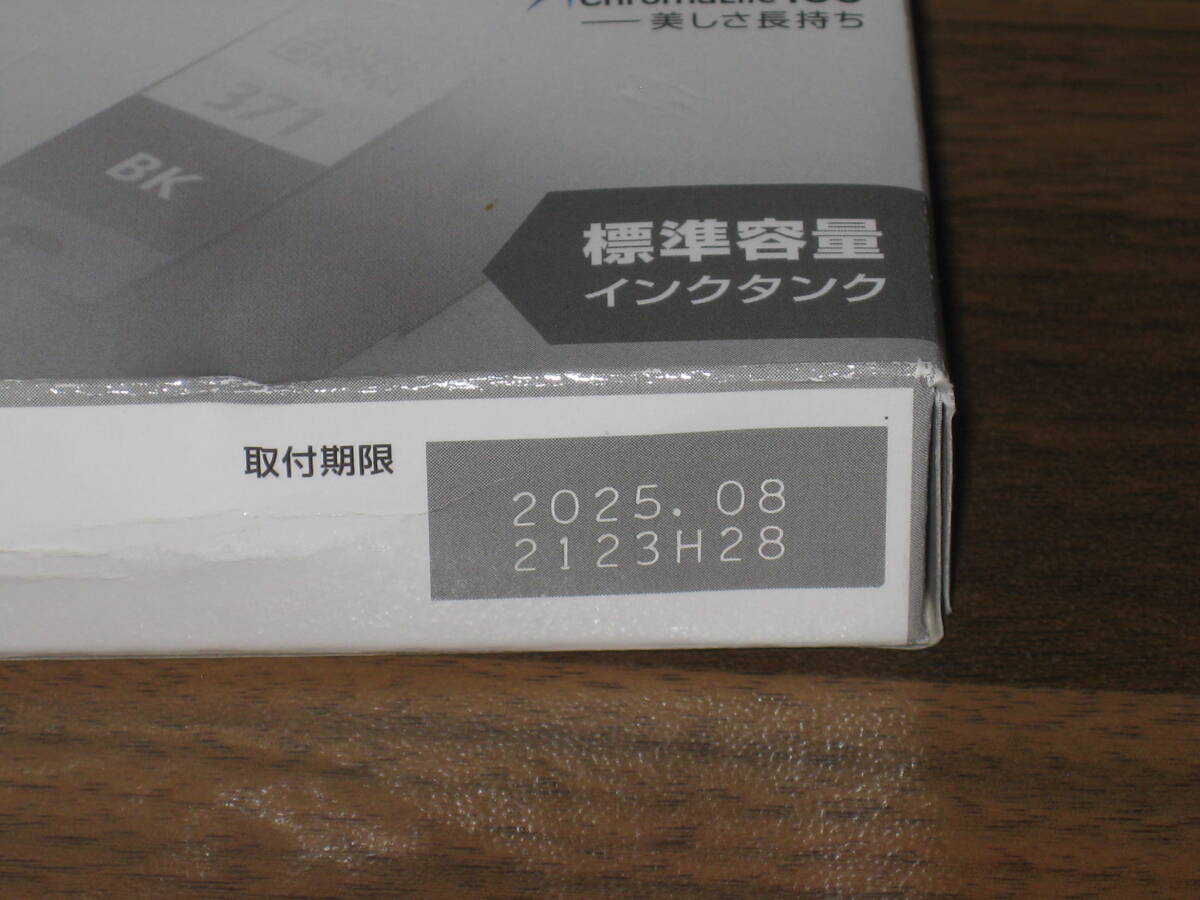 ChromaLife100
美しさ長持ち
371
BK
標準容量
インクタンク
取付期限
2025.08
2123H28